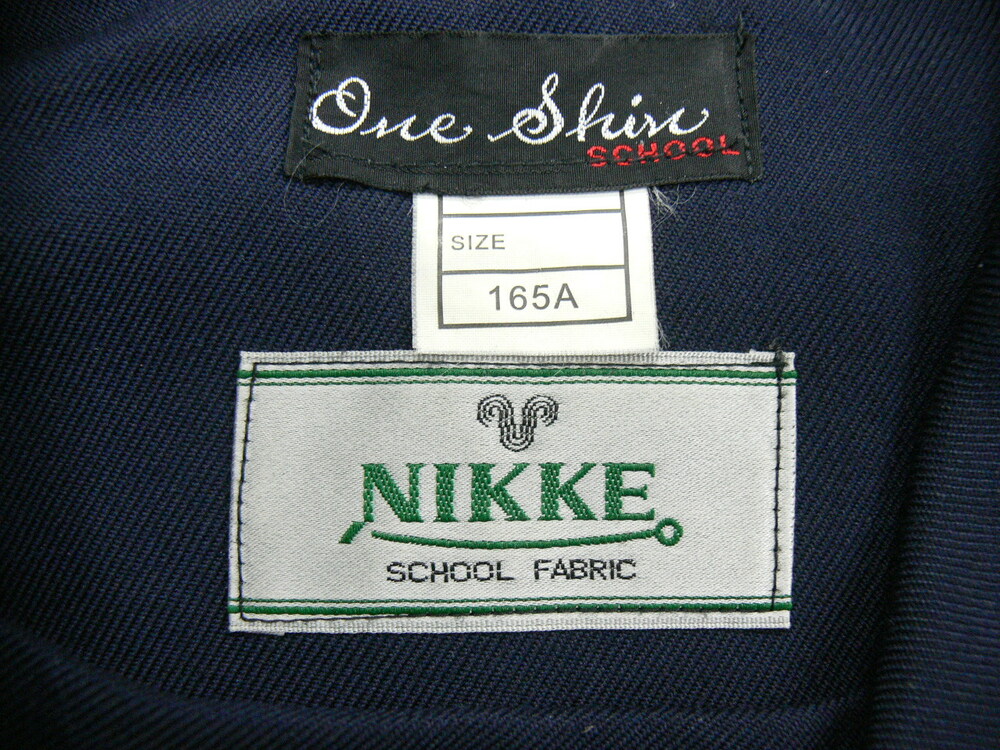 One Shin
SCHOOL
SIZE
165A
NIKKE
SCHOOL FABRIC